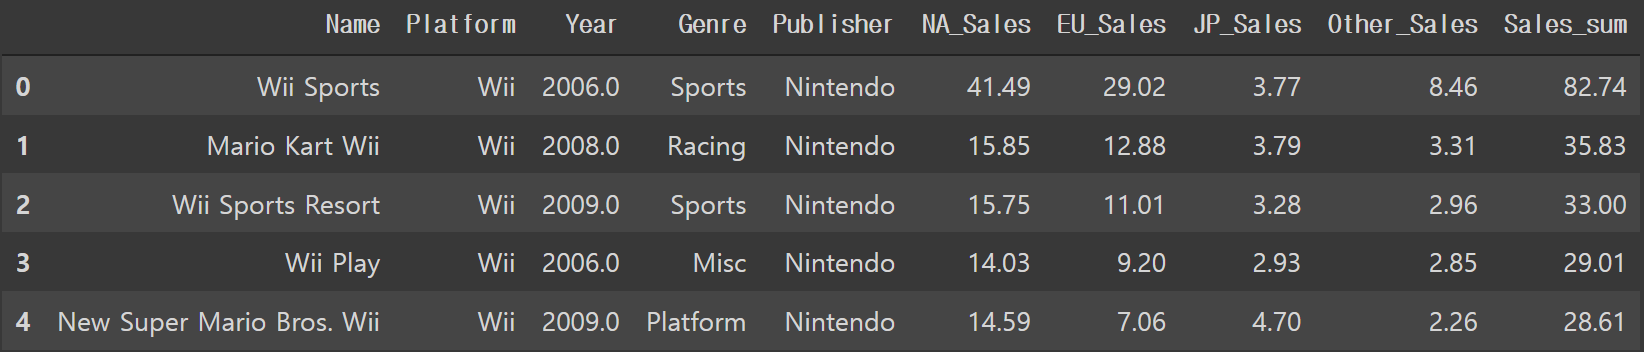 Name Platform Year Genre Publisher NA_Sales EU_Sales JP_Sales Other_Sales Sales_sum
0 Wii Sports Wii 2006.0 Sports Nintendo 41.49 29.02 3.77 8.46 82.74
1 Mario Kart Wii Wii 2008.0 Racing Nintendo 15.85 12.88 3.79 3.31 35.83
2 Wii Sports Resort Wii 2009.0 Sports Nintendo 15.75 11.01 3.28 2.96 33.00
3 Wii Play Wii 2006.0 Misc Nintendo 14.03 9.20 2.93 2.85 29.01
4 New Super Mario Bros. Wii Wii 2009.0 Platform Nintendo 14.59 7.06 4.70 2.26 28.61